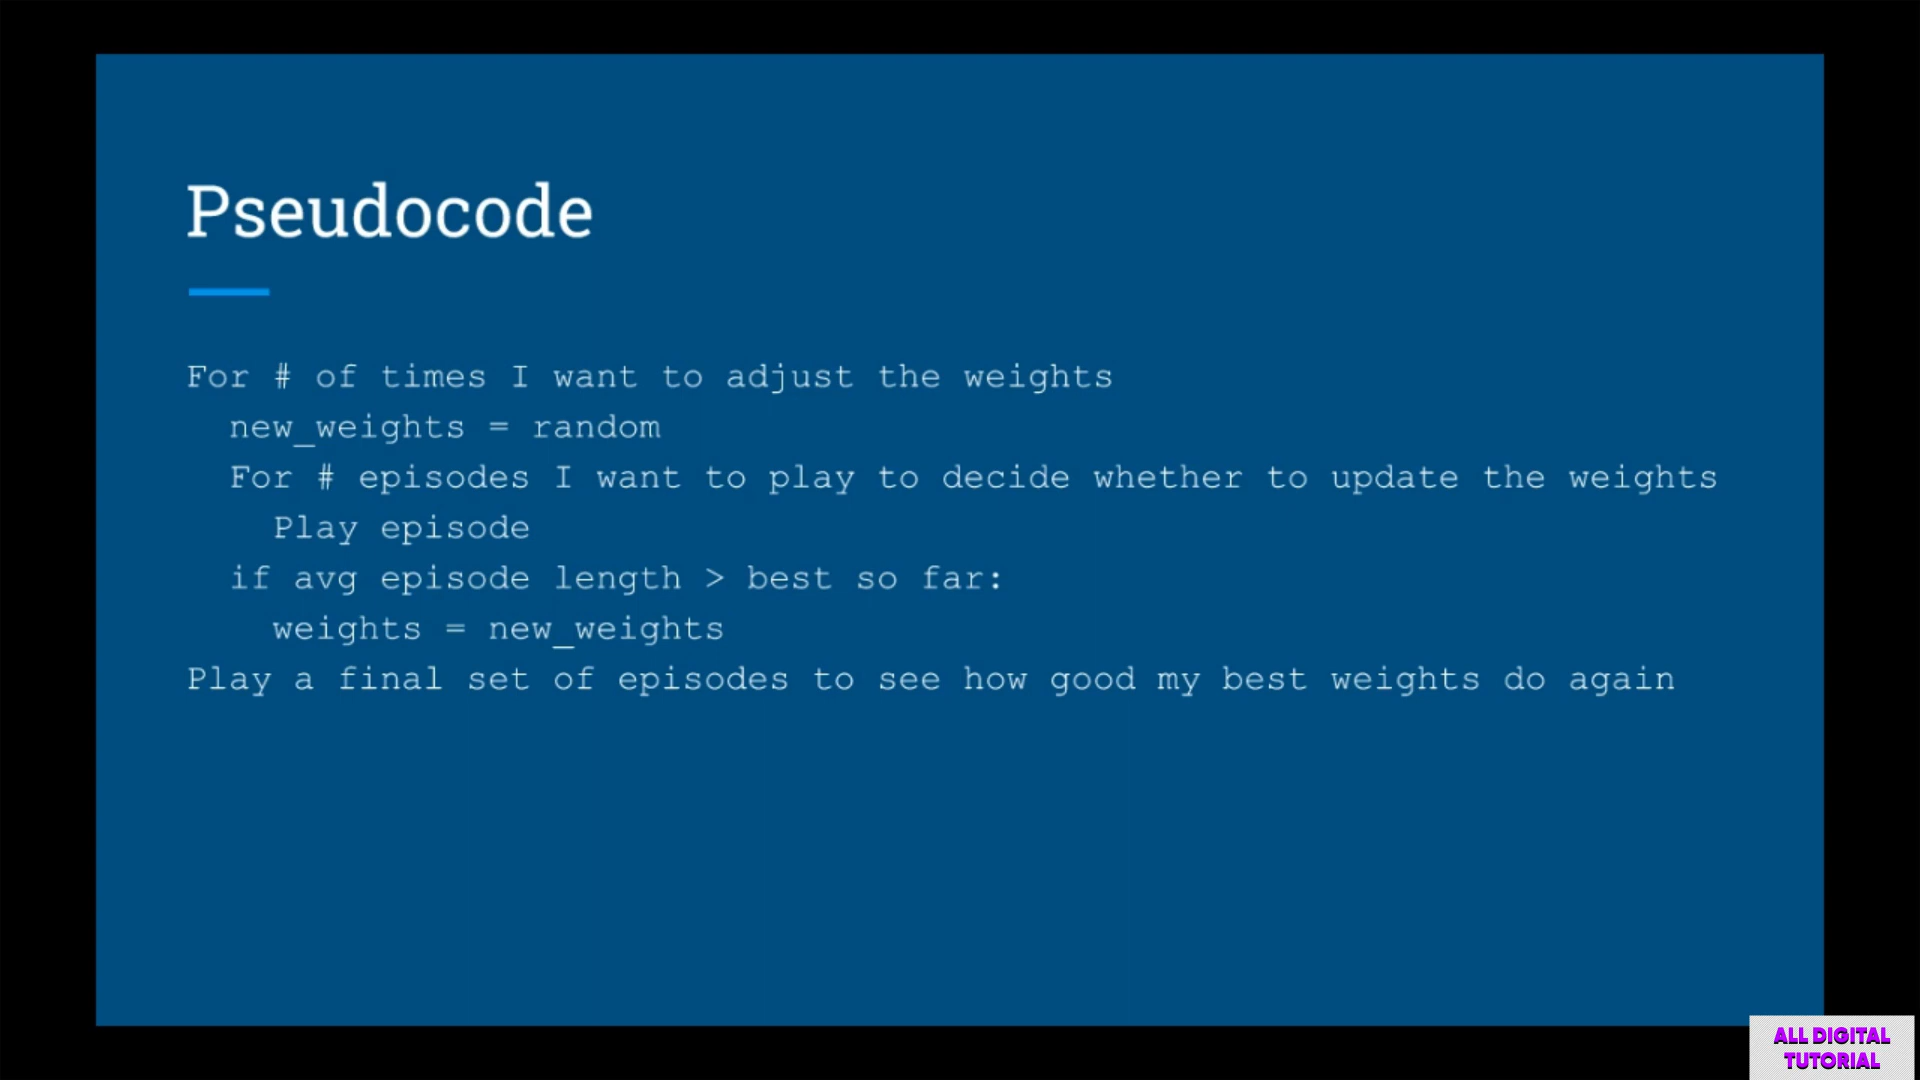 Pseudocode
For # of times I want to adjust the weights
new_weights = random
For # episodes I want to play to decide whether to update the weights
Play episode
if avg episode length > best so far:
weights = new_weights
Play a final set of episodes to see how good my best weights do again
ALL DIGITAL
TUTORIAL